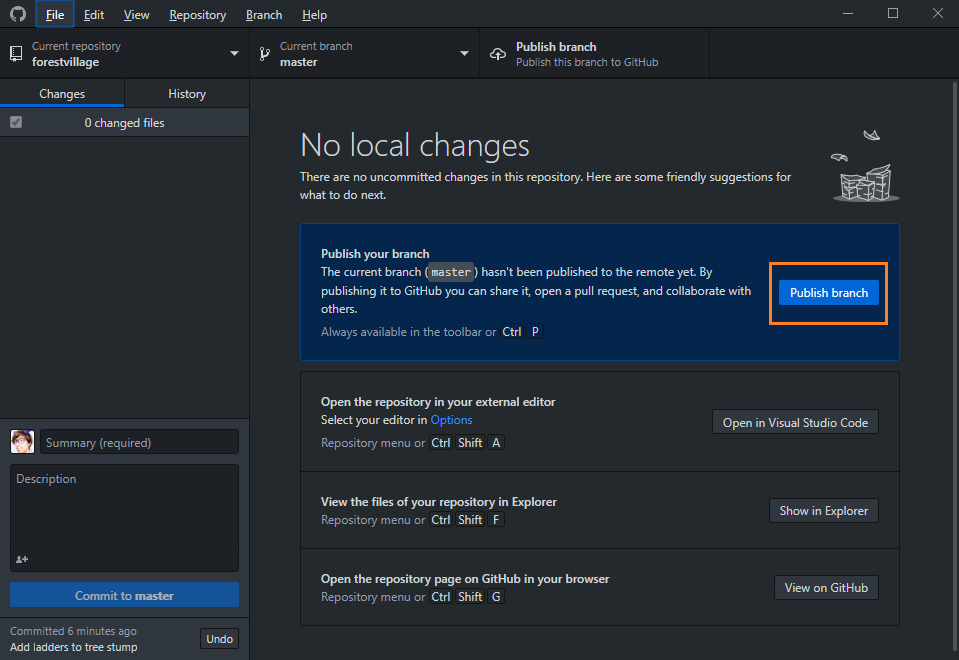 File Edit View Repository Branch Help
Current repository
forestvillage
Current branch
master
Publish branch
Publish this branch to GitHub
Changes History
0 changed files
No local changes
There are no uncommitted changes in this repository. Here are some friendly suggestions for
what to do next.
Publish your branch
The current branch (master) hasn't been published to the remote yet. By
publishing it to GitHub you can share it, open a pull request, and collaborate with
others.
Always available in the toolbar or Ctrl P
Publish branch
Open the repository in your external editor
Select your editor in Options
Repository menu or Ctrl Shift A
Open in Visual Studio Code
View the files of your repository in Explorer
Repository menu or Ctrl Shift F
Show in Explorer
Open the repository page on GitHub in your browser
Repository menu or Ctrl Shift G
View on GitHub
Summary (required)
Description
Commit to master
Committed 6 minutes ago
Add ladders to tree stump
Undo